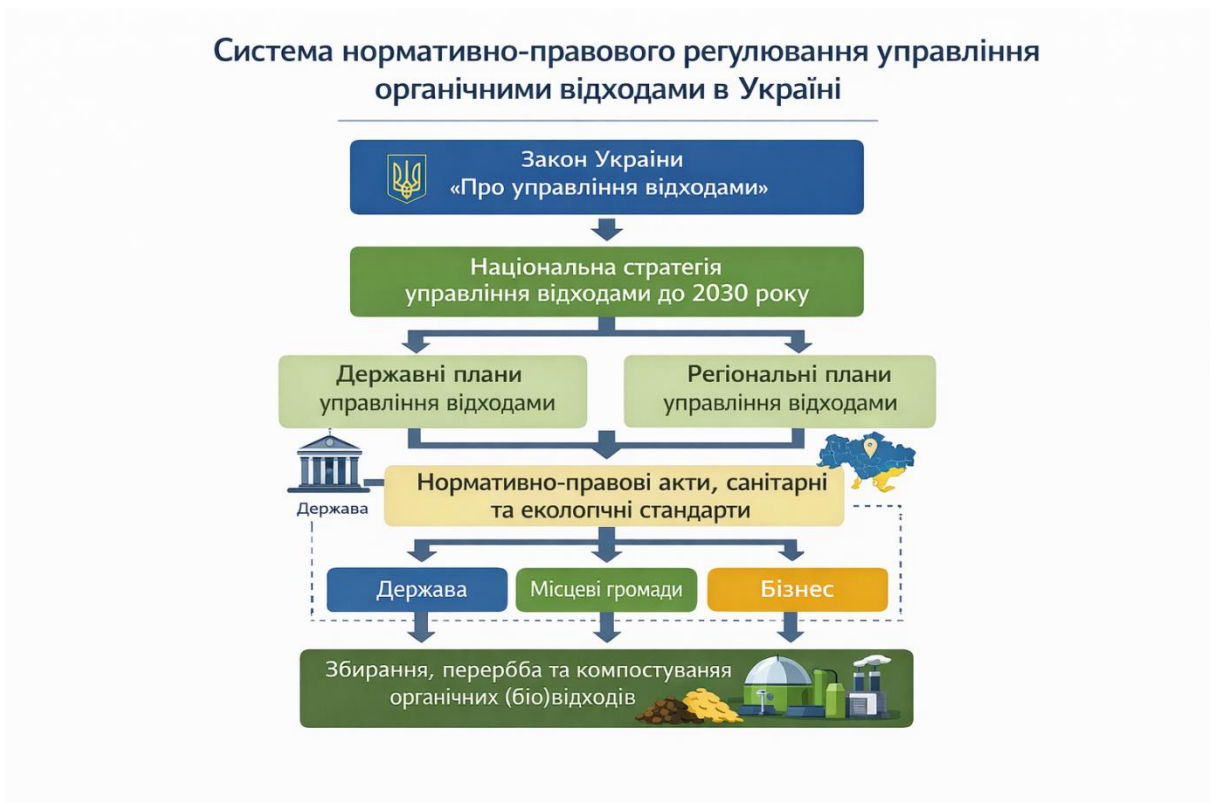 Система нормативно-правового регулювання управління
органічними відходами в Україні
Закон України
«Про управління відходами»
Національна стратегія
управління відходами до 2030 року
Державні плани
управління відходами
Регіональні плани
управління відходами
Держава
Нормативно-правові акти, санітарні
та екологічні стандарти
Держава
Місцеві громади
Бізнес
Збирання, перербба та компостуваняя
органічних (біо)відходів